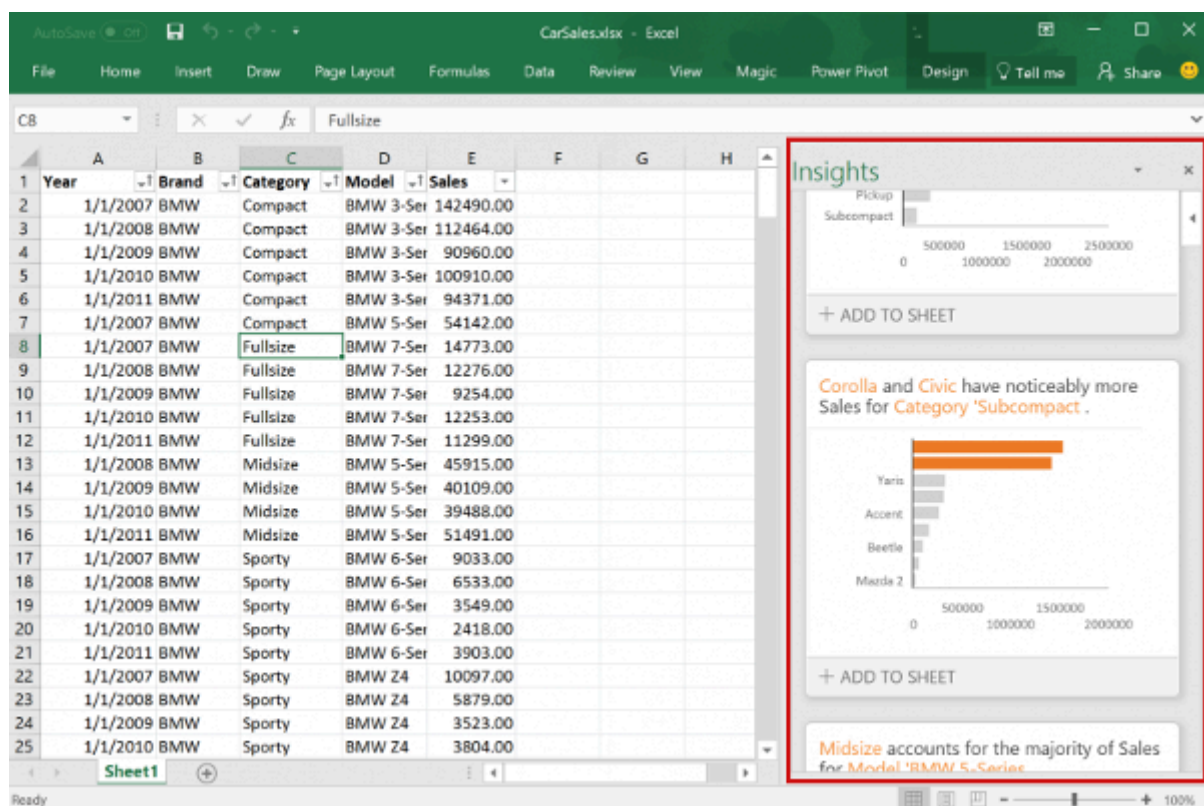 AutoSave Off CarSales.xlsx - Excel
File Home Insert Draw Page Layout Formulas Data Review View Magic Power Pivot Design Tell me Share
C8 fx Fullsize
A B C D E F G H
1 Year Brand Category Model Sales
2 1/1/2007 BMW Compact BMW 3-Ser 142490.00
3 1/1/2008 BMW Compact BMW 3-Ser 112464.00
4 1/1/2009 BMW Compact BMW 3-Ser 90960.00
5 1/1/2010 BMW Compact BMW 3-Ser 100910.00
6 1/1/2011 BMW Compact BMW 3-Ser 94371.00
7 1/1/2007 BMW Compact BMW 5-Ser 54142.00
8 1/1/2007 BMW Fullsize BMW 7-Ser 14773.00
9 1/1/2008 BMW Fullsize BMW 7-Ser 12276.00
10 1/1/2009 BMW Fullsize BMW 7-Ser 9254.00
11 1/1/2010 BMW Fullsize BMW 7-Ser 12253.00
12 1/1/2011 BMW Fullsize BMW 7-Ser 11299.00
13 1/1/2008 BMW Midsize BMW 5-Ser 45915.00
14 1/1/2009 BMW Midsize BMW 5-Ser 40109.00
15 1/1/2010 BMW Midsize BMW 5-Ser 39488.00
16 1/1/2011 BMW Midsize BMW 5-Ser 51491.00
17 1/1/2007 BMW Sporty BMW 6-Ser 9033.00
18 1/1/2008 BMW Sporty BMW 6-Ser 6533.00
19 1/1/2009 BMW Sporty BMW 6-Ser 3549.00
20 1/1/2010 BMW Sporty BMW 6-Ser 2418.00
21 1/1/2011 BMW Sporty BMW 6-Ser 3903.00
22 1/1/2007 BMW Sporty BMW Z4 10097.00
23 1/1/2008 BMW Sporty BMW Z4 5879.00
24 1/1/2009 BMW Sporty BMW Z4 3523.00
25 1/1/2010 BMW Sporty BMW Z4 3804.00
Sheet1
Ready 100%
Insights
Pickup
Subcompact
500000 1500000 2500000
0 1000000 2000000
+ ADD TO SHEET
Corolla and Civic have noticeably more
Sales for Category 'Subcompact .
Yaris
Accent
Beetle
Mazda 2
500000 1500000
0 1000000 2000000
+ ADD TO SHEET
Midsize accounts for the majority of Sales
for Model 'BMW 5-Series